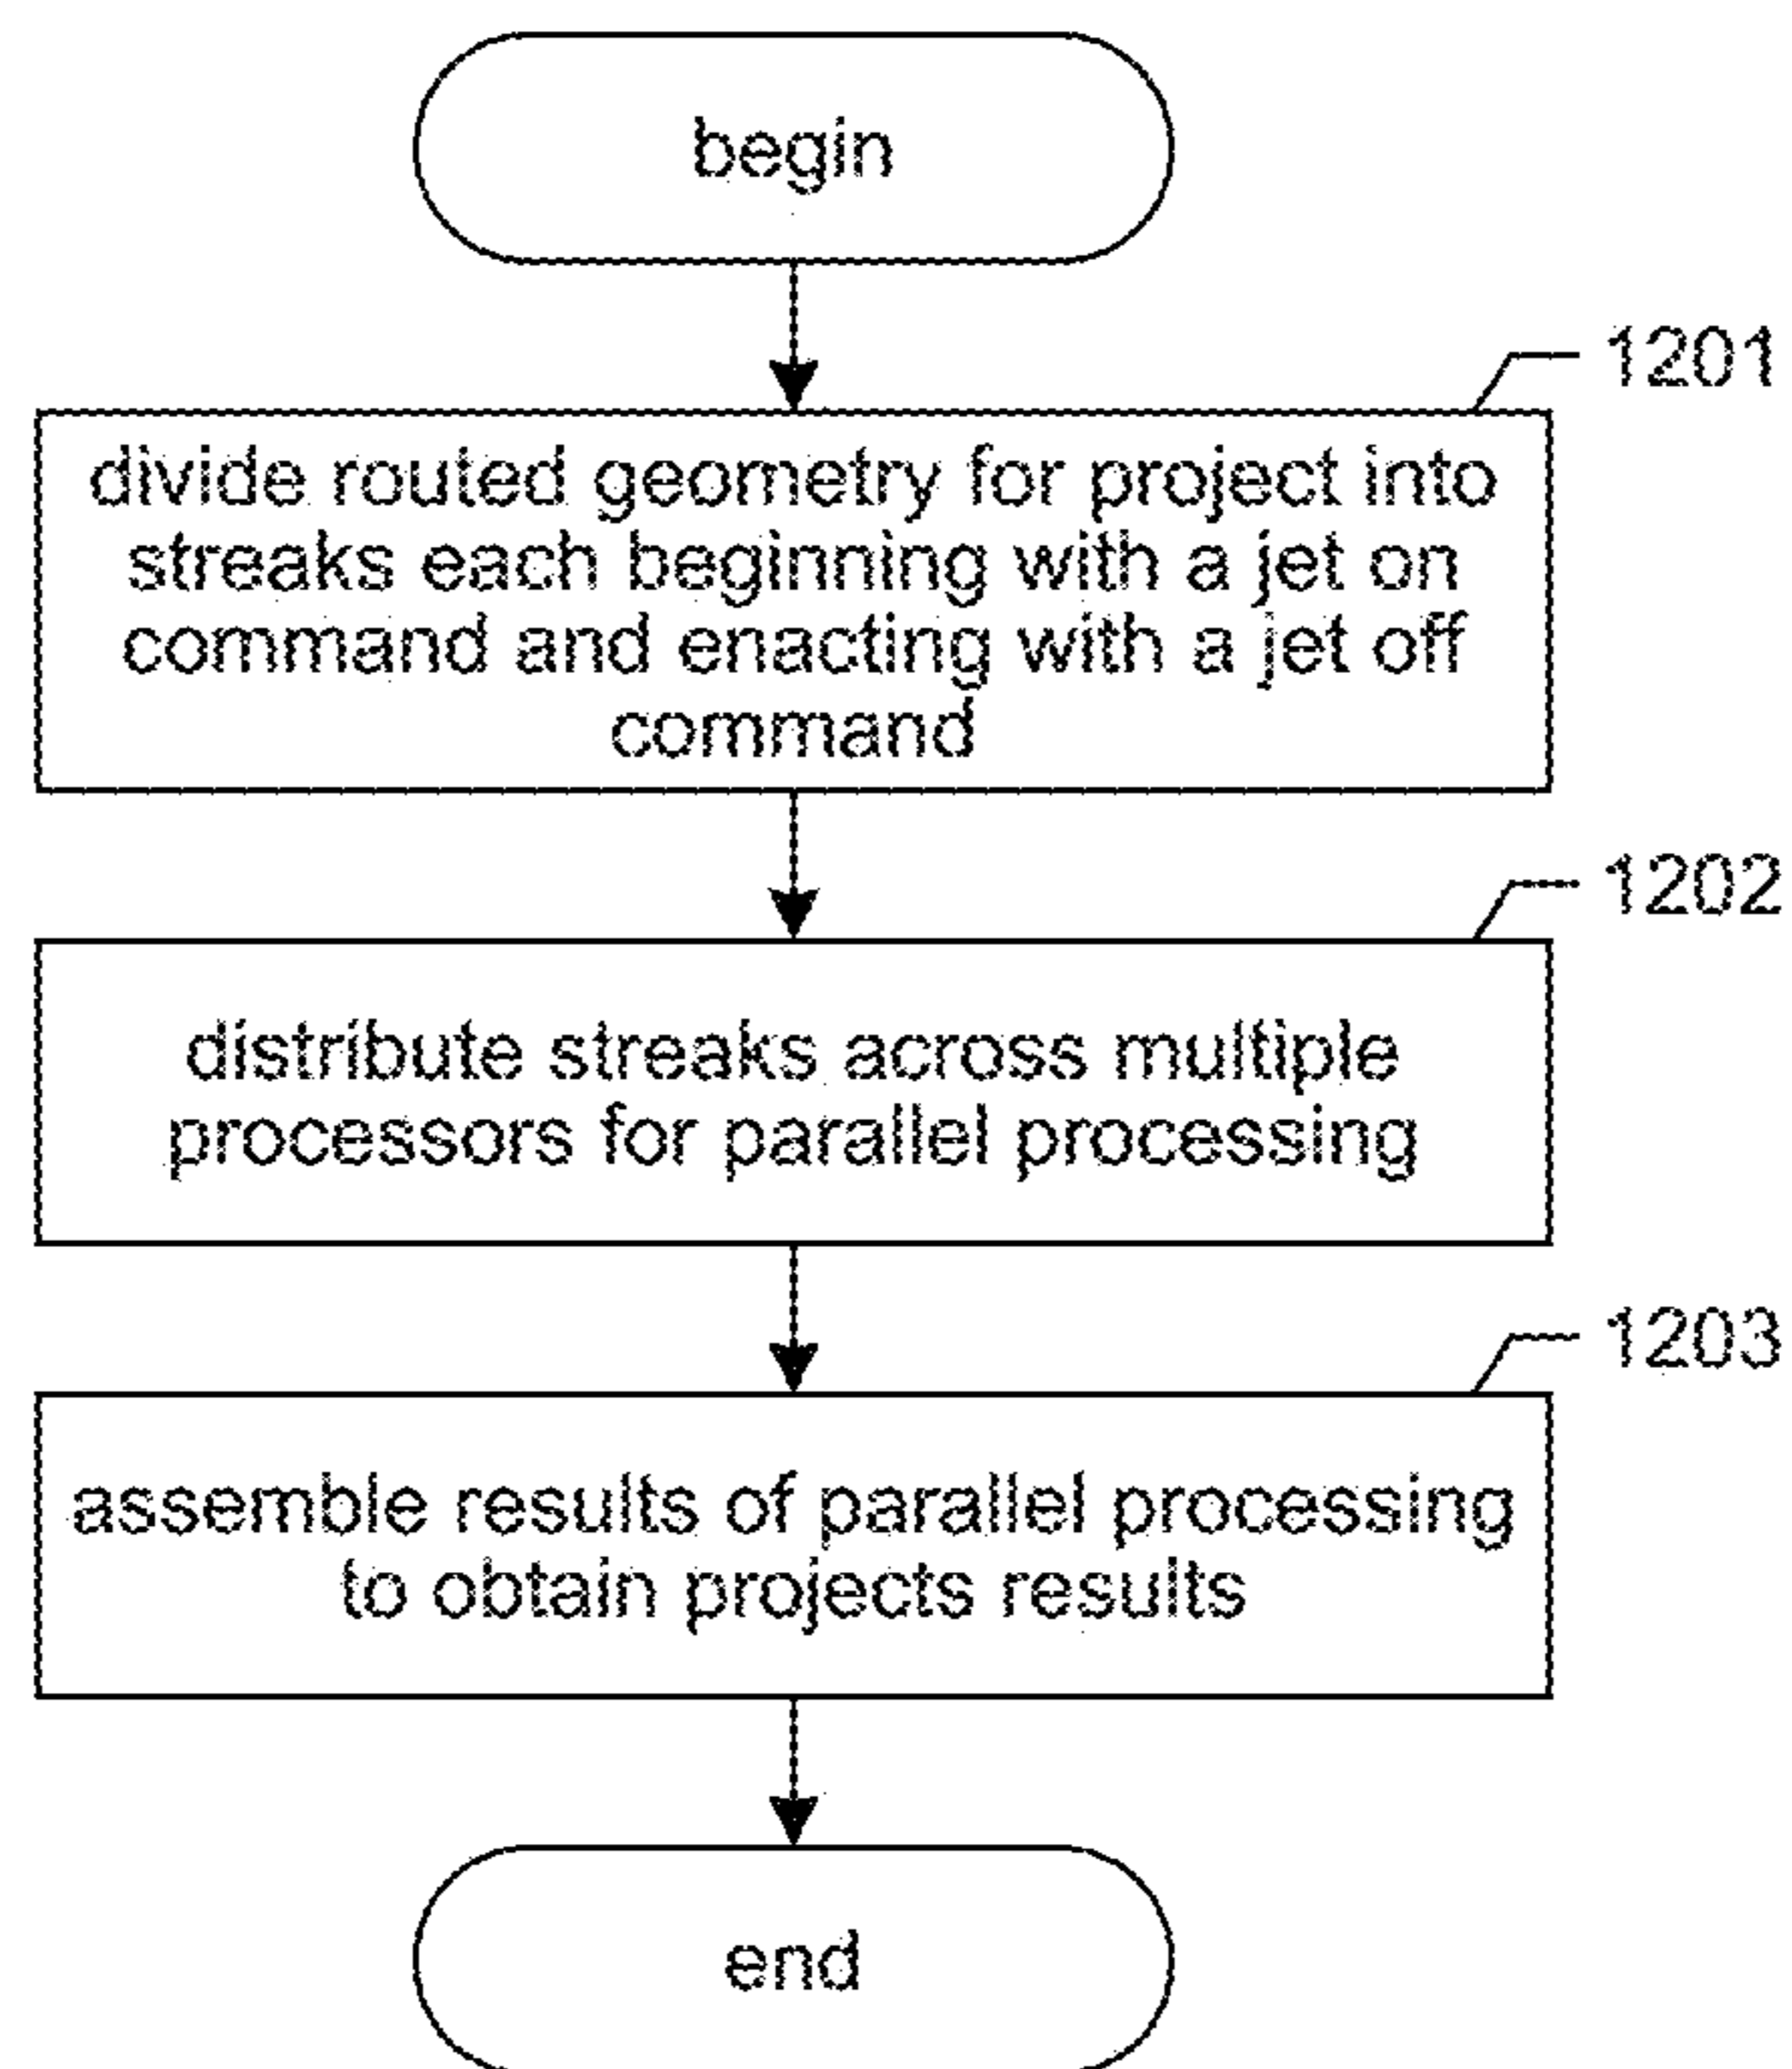 begin
1201
divide routed geometry for project into
streaks each beginning with a jet on
command and enacting with a jet off
command
1202
distribute streaks across multiple
processors for parallel processing
1203
assemble results of parallel processing
to obtain projects results
end